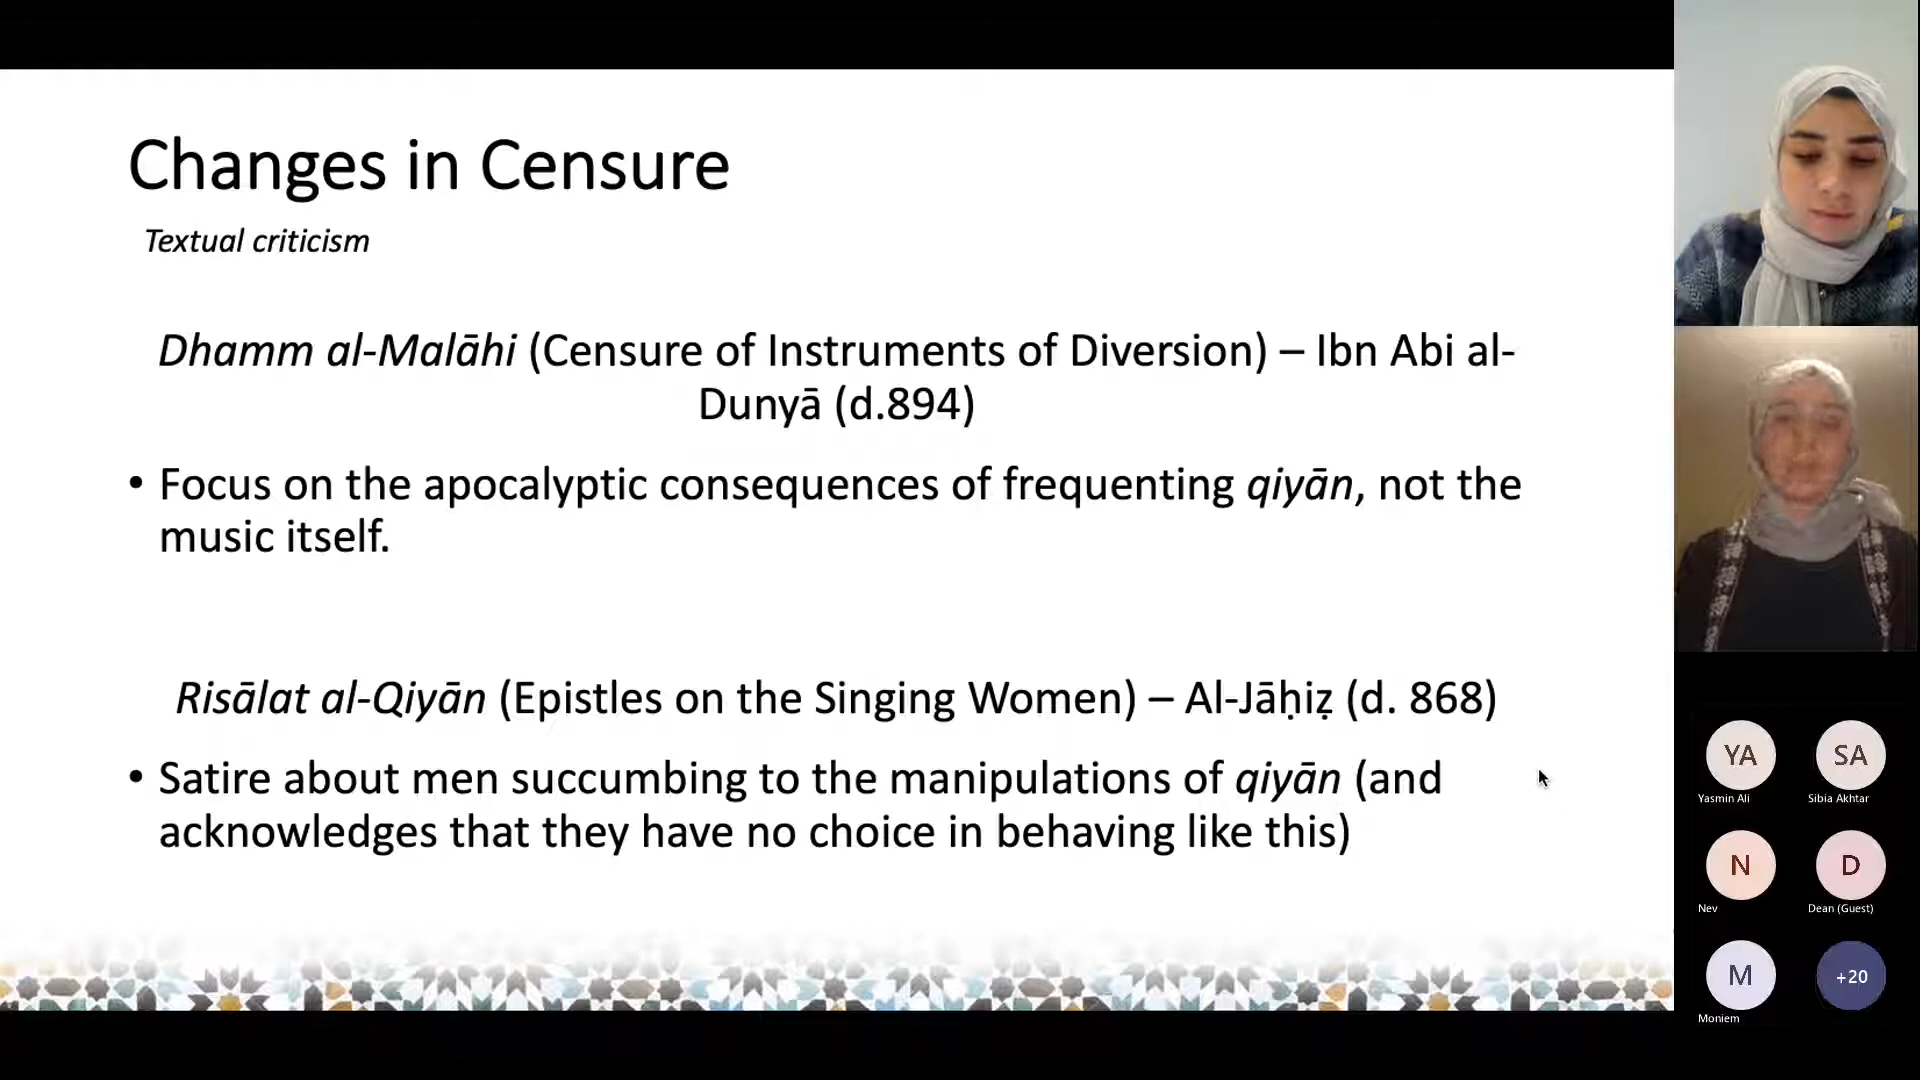 Changes in Censure
Textual criticism
Dhamm al-Malāhi (Censure of Instruments of Diversion) – Ibn Abi al-
Dunyā (d.894)
• Focus on the apocalyptic consequences of frequenting qiyān, not the
music itself.
Risālat al-Qiyān (Epistles on the Singing Women) – Al-Jāḥiẓ (d. 868)
• Satire about men succumbing to the manipulations of qiyān (and
acknowledges that they have no choice in behaving like this)
YA
Yasmin Ali
SA
Sibia Akhtar
N
Nev
D
Dean (Guest)
M
Moniem
+20